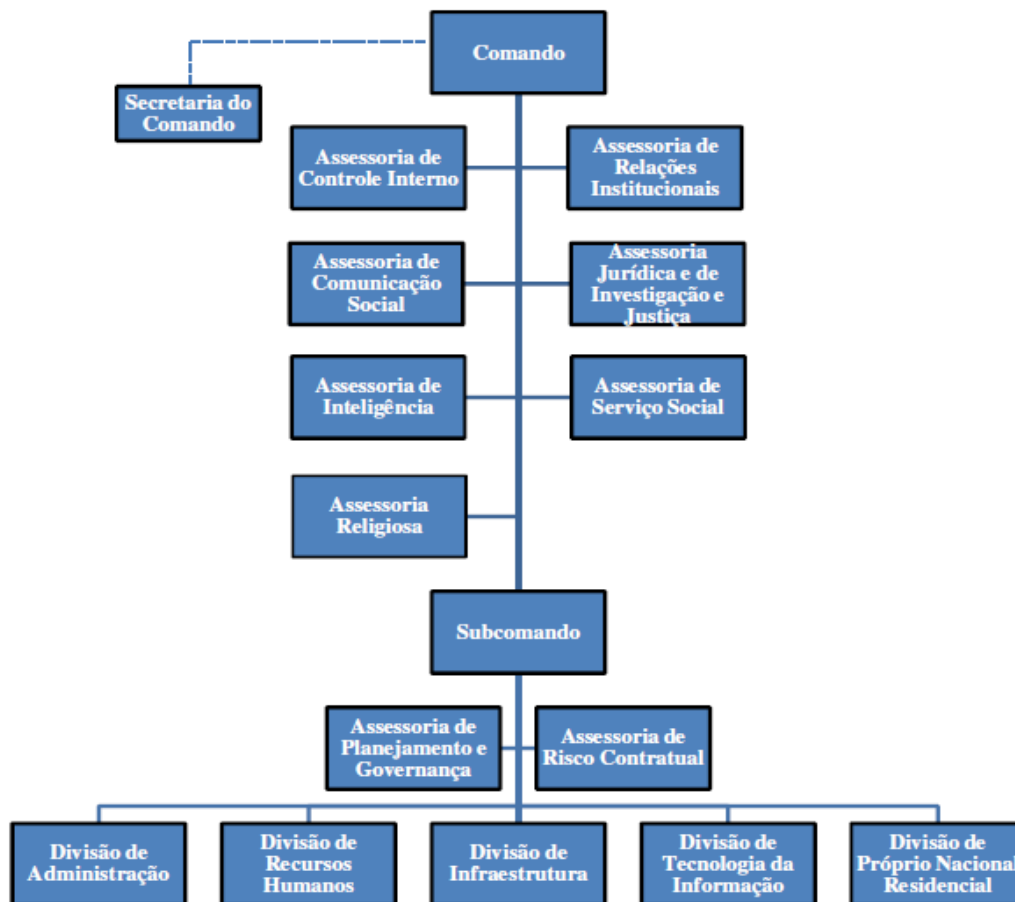 Comando
Secretaria do
Comando
Assessoria de
Controle Interno
Assessoria de
Relações
Institucionais
Assessoria de
Comunicação
Social
Assessoria
Jurídica e de
Investigação e
Justiça
Assessoria de
Inteligência
Assessoria de
Serviço Social
Assessoria
Religiosa
Subcomando
Assessoria de
Planejamento e
Governança
Assessoria de
Risco Contratual
Divisão de
Administração
Divisão de
Recursos
Humanos
Divisão de
Infraestrutura
Divisão de
Tecnologia da
Informação
Divisão de
Próprio Nacional
Residencial